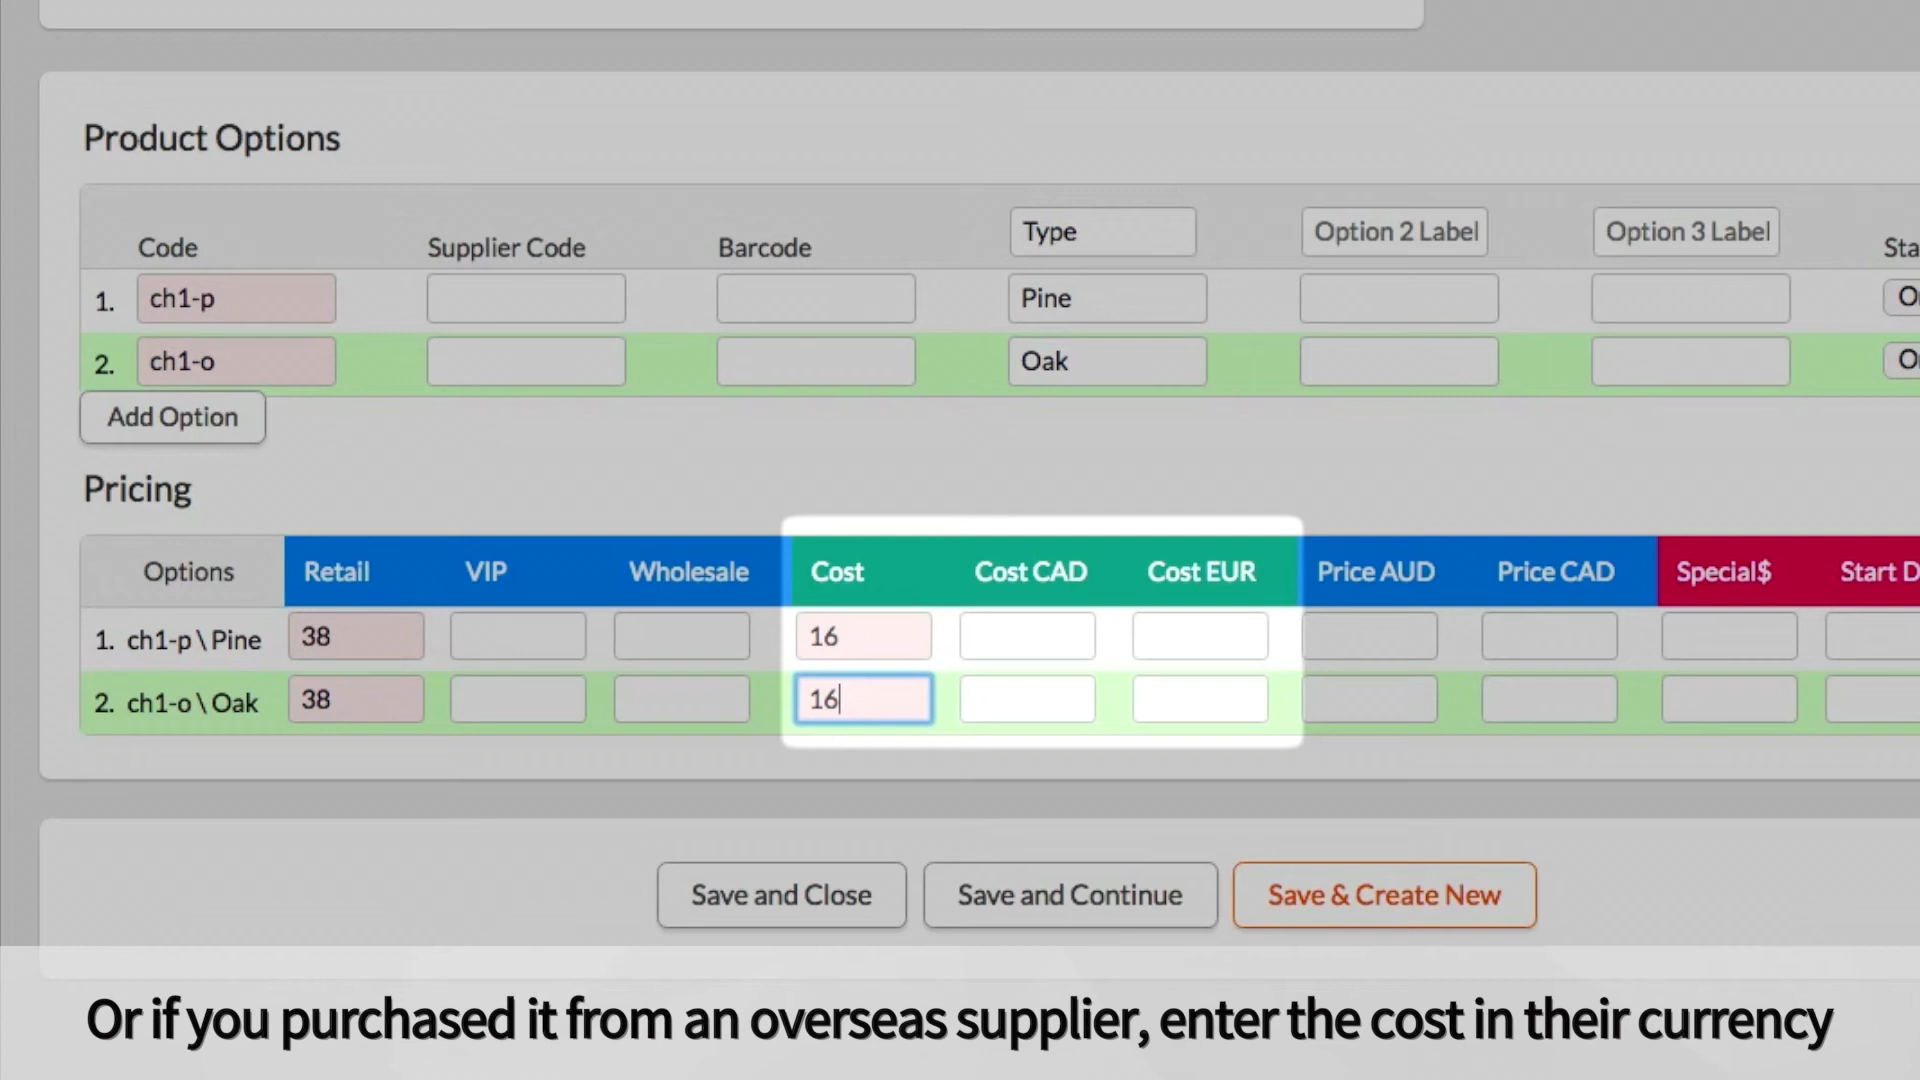 Product Options
Code Supplier Code Barcode Type Option 2 Label Option 3 Label
1. ch1-p Pine
2. ch1-o Oak
Add Option
Pricing
Options Retail VIP Wholesale Cost Cost CAD Cost EUR Price AUD Price CAD Special$ Start D
1. ch1-p \ Pine 38 16
2. ch1-o \ Oak 38 16
Save and Close Save and Continue Save & Create New
Or if you purchased it from an overseas supplier, enter the cost in their currency